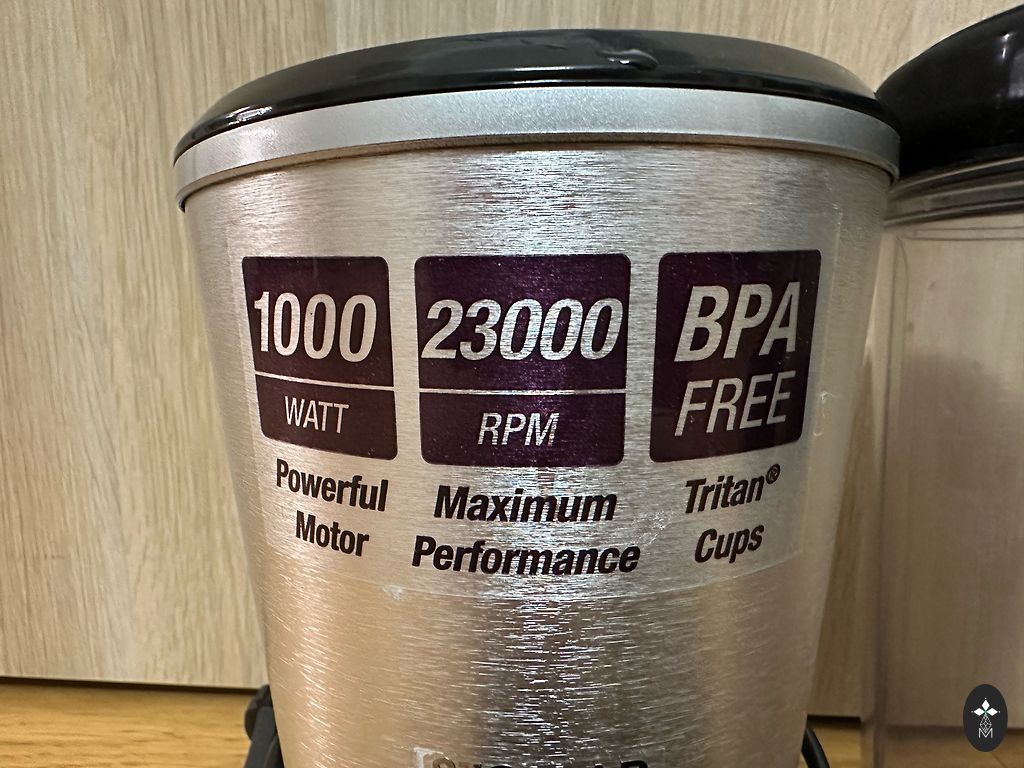 1000
WATT
Powerful
Motor
23000
RPM
Maximum
Performance
BPA
FREE
Tritan®
Cups